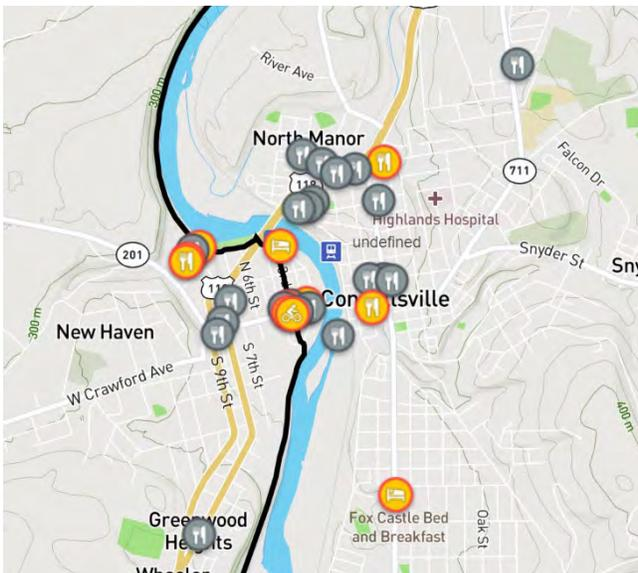 River Ave
300 m
North Manor
711
Falcon Dr
118
Highlands Hospital
undefined
201
Snyder St
N 6th St
Connellsville
New Haven
300 m
W Crawford Ave
S 7th St
S 9th St
400 m
Fox Castle Bed
and Breakfast
Oak St
Greenwood
Heights